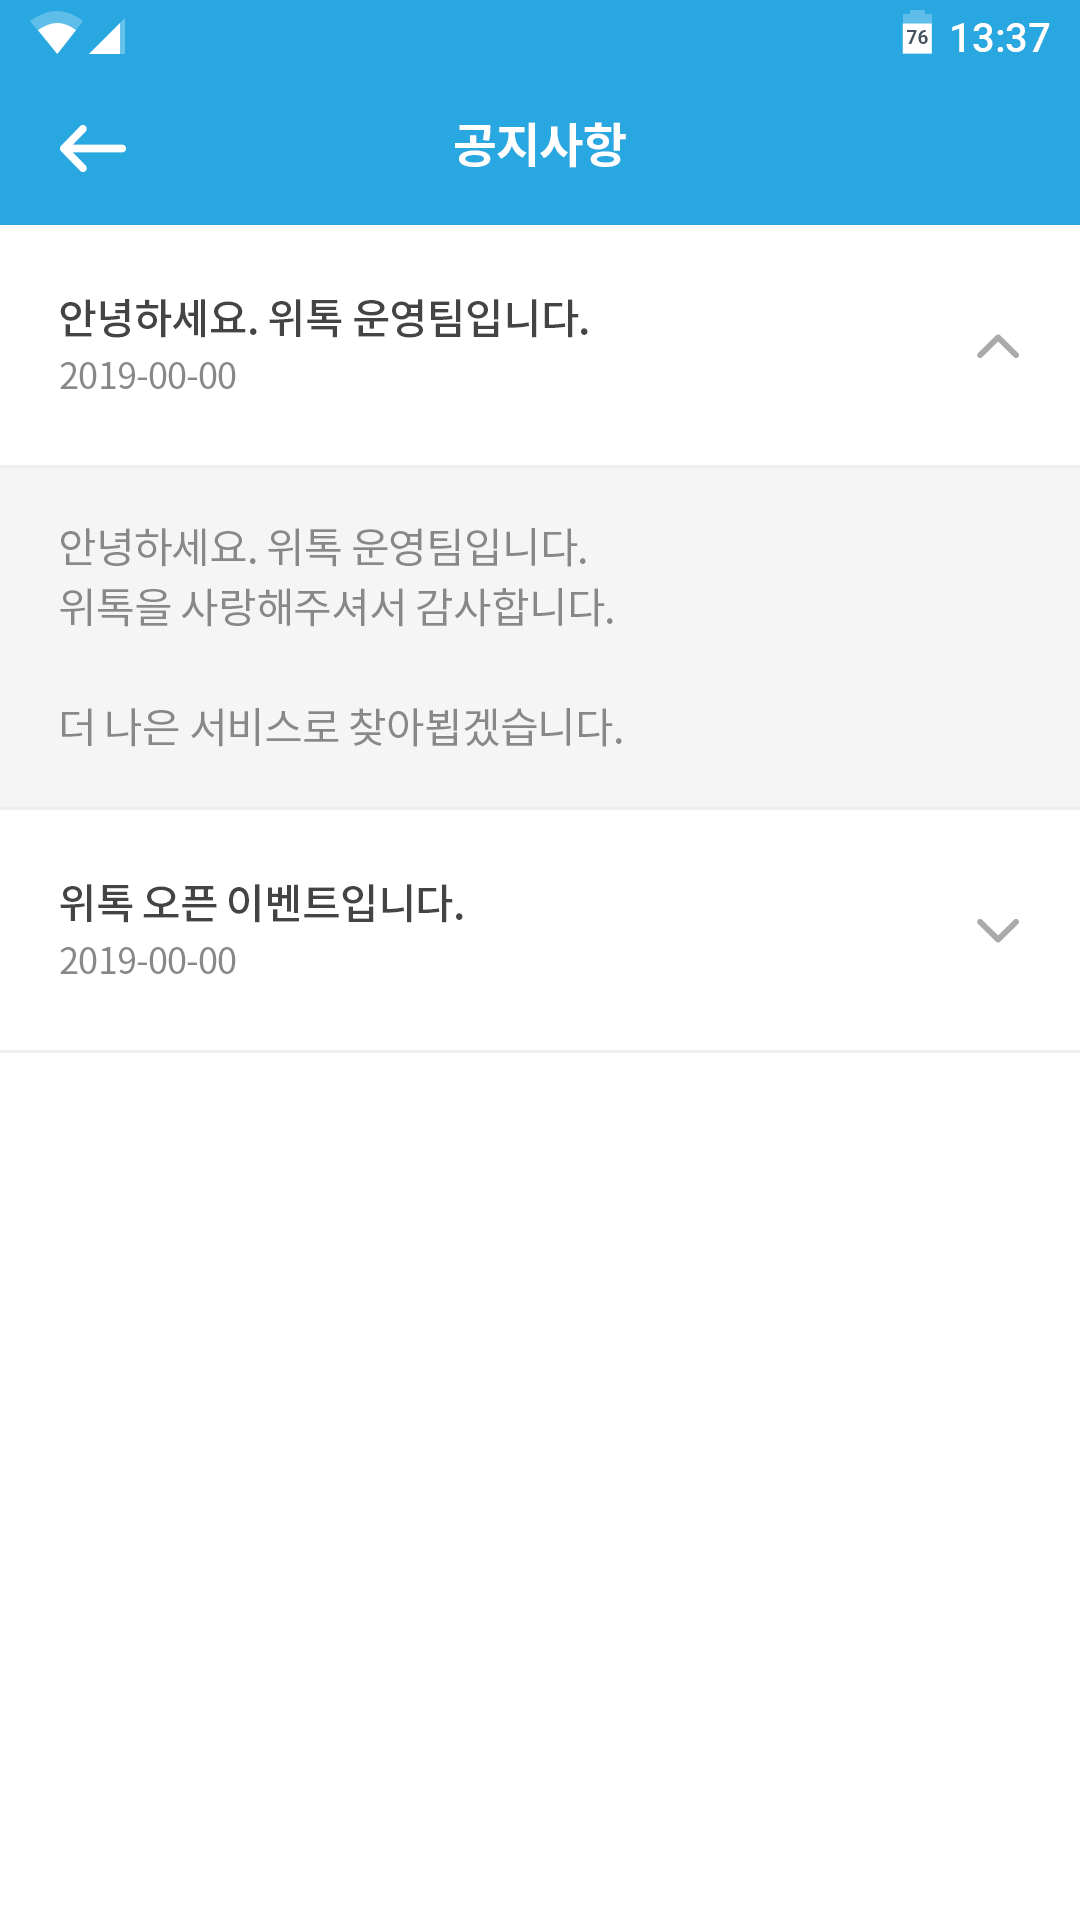 76 13:37
공지사항
안녕하세요. 위톡 운영팀입니다.
2019-00-00
안녕하세요. 위톡 운영팀입니다.
위톡을 사랑해주셔서 감사합니다.
더 나은 서비스로 찾아뵙겠습니다.
위톡 오픈 이벤트입니다.
2019-00-00